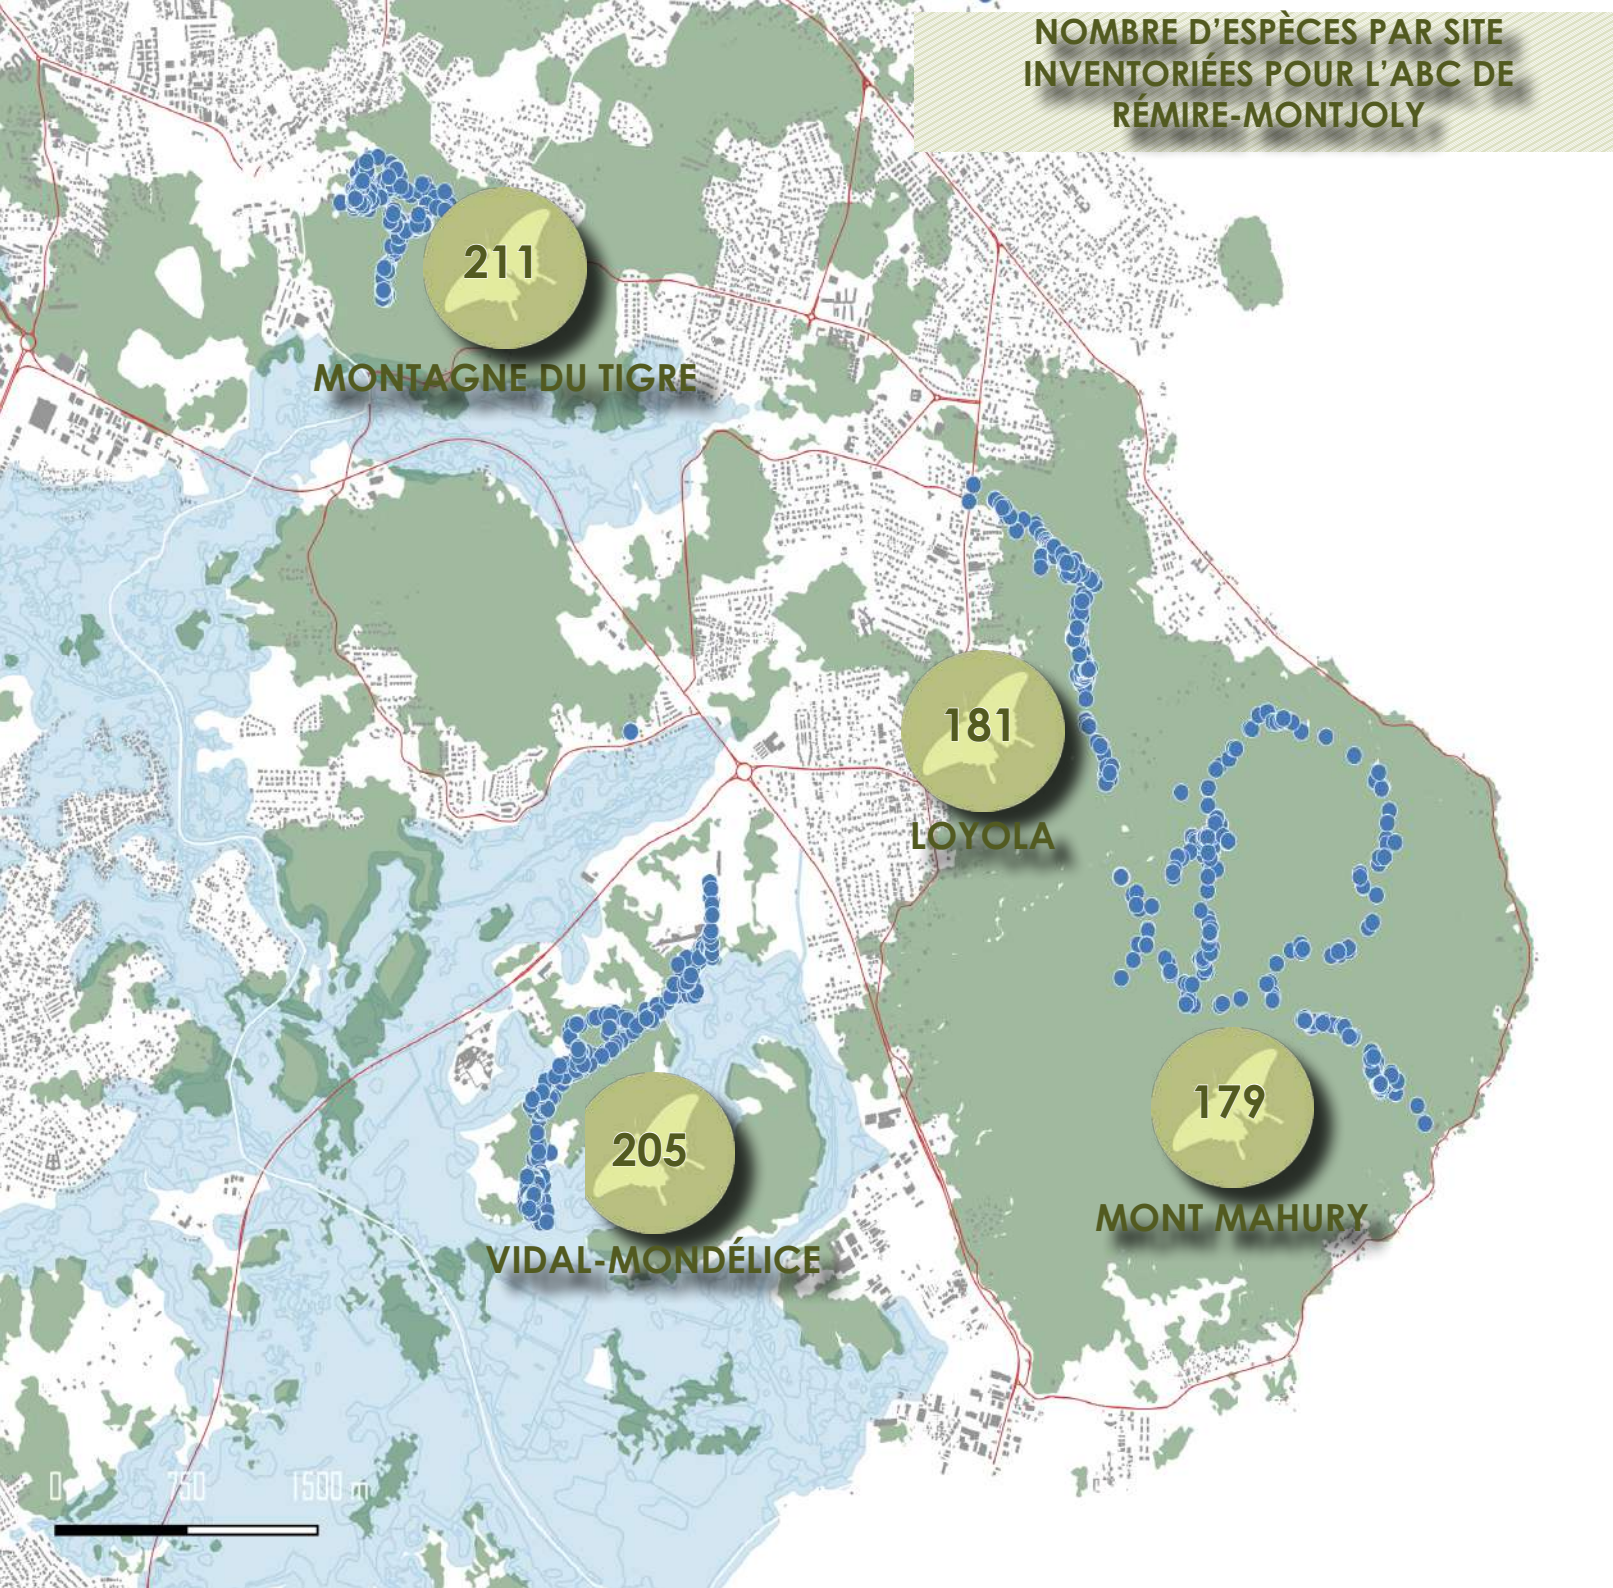 NOMBRE D'ESPÈCES PAR SITE
INVENTORIÉES POUR L'ABC DE
RÉMIRE-MONTJOLY
211
MONTAGNE DU TIGRE
181
LOYOLA
179
MONT MAHURY
205
VIDAL-MONDÉLICE
0 750 1500 m